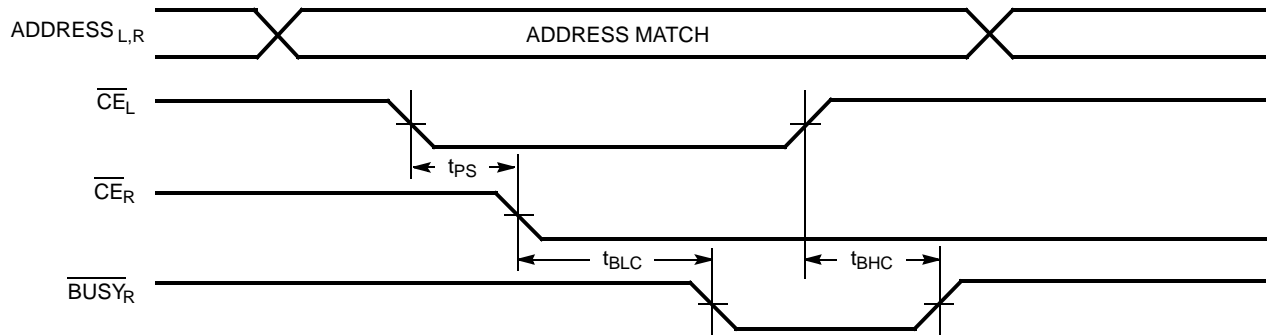 ADDRESS L,R
ADDRESS MATCH
CEL
tPS
CER
tBLC
tBHC
BUSYR